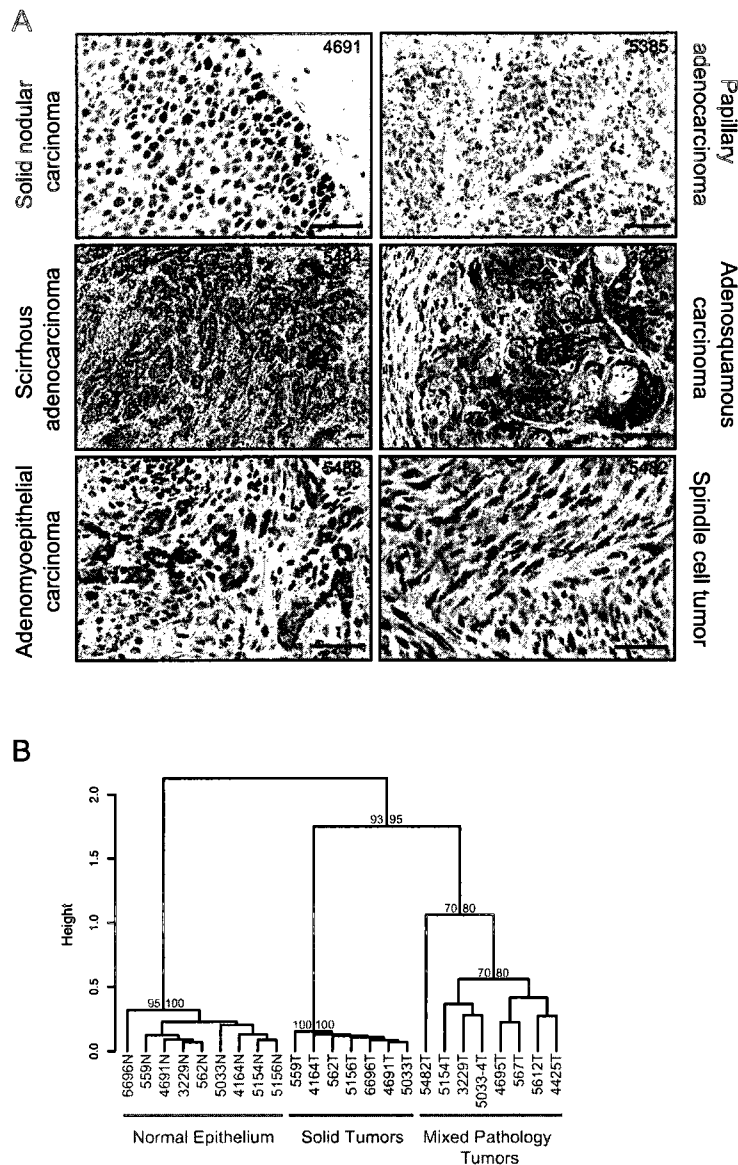 A
Solid nodular
carcinoma
4691
5385
Papillary
adenocarcinoma
Scirrhous
adenocarcinoma
Adenosquamous
carcinoma
Adenomyoepithelial
carcinoma
5488
5482
Spindle cell tumor
B
Height
2.0
1.5
1.0
0.5
0.0
93 95
70 80
70 80
95 100
100 100
6696N
559N
4691N
3229N
562N
5033N
4164N
5154N
5156N
559T
4164T
562T
5156T
6696T
4691T
5033T
5482T
5154T
3229T
5033-4T
4695T
567T
5612T
4425T
Normal Epithelium
Solid Tumors
Mixed Pathology
Tumors